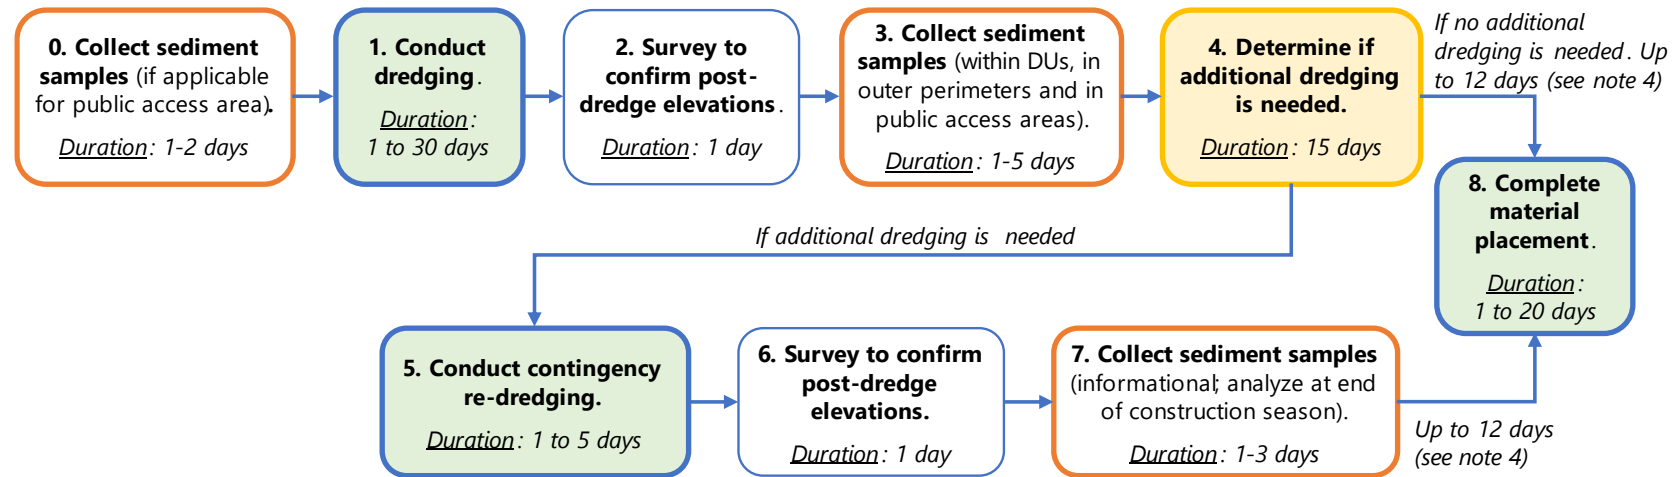 0. Collect sediment
samples (if applicable
for public access area).
Duration: 1-2 days
1. Conduct
dredging.
Duration:
1 to 30 days
2. Survey to
confirm post-
dredge elevations.
Duration: 1 day
3. Collect sediment
samples (within DUs, in
outer perimeters and in
public access areas).
Duration: 1-5 days
4. Determine if
additional dredging
is needed.
Duration: 15 days
If no additional
dredging is needed. Up
to 12 days (see note 4)
If additional dredging is needed
5. Conduct contingency
re-dredging.
Duration: 1 to 5 days
6. Survey to confirm
post-dredge
elevations.
Duration: 1 day
7. Collect sediment samples
(informational; analyze at end
of construction season).
Duration: 1-3 days
Up to 12 days
(see note 4)
8. Complete
material
placement.
Duration:
1 to 20 days